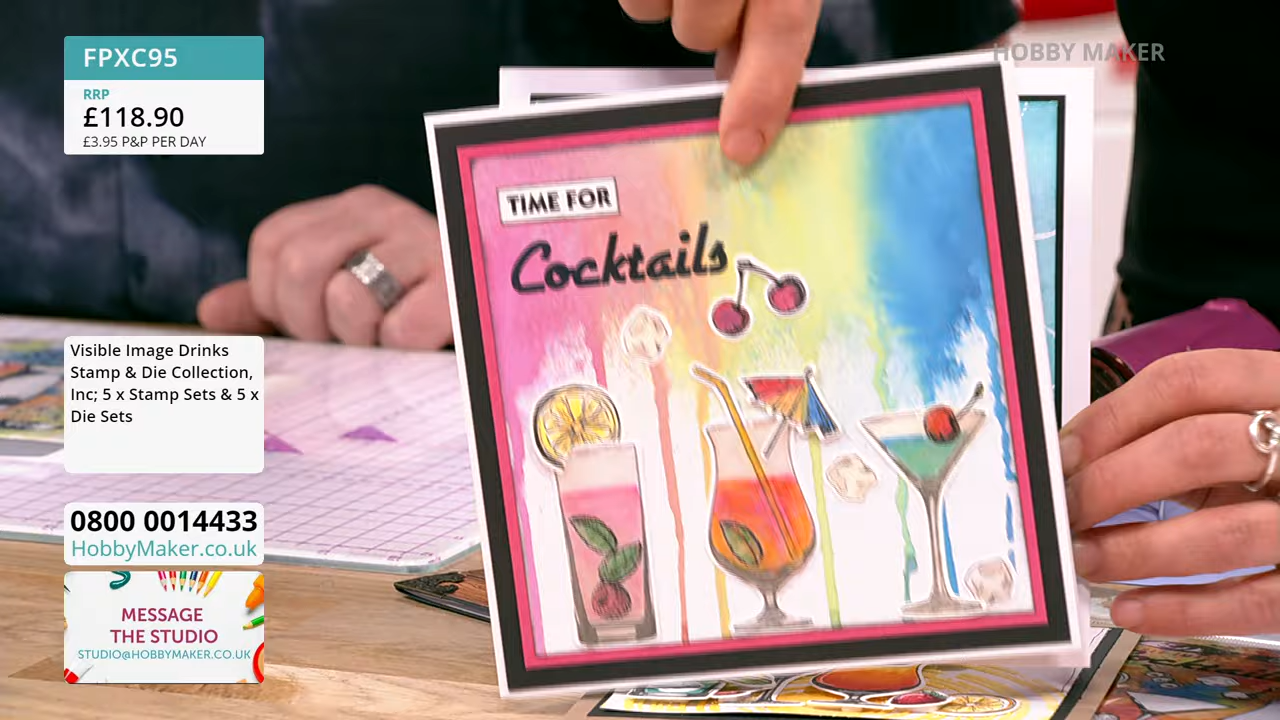 FPXC95
RRP
£118.90
£3.95 P&P PER DAY
HOBBY MAKER
TIME FOR
Cocktails
Visible Image Drinks
Stamp & Die Collection,
Inc; 5 x Stamp Sets & 5 x
Die Sets
0800 0014433
HobbyMaker.co.uk
MESSAGE
THE STUDIO
STUDIO@HOBBYMAKER.CO.UK